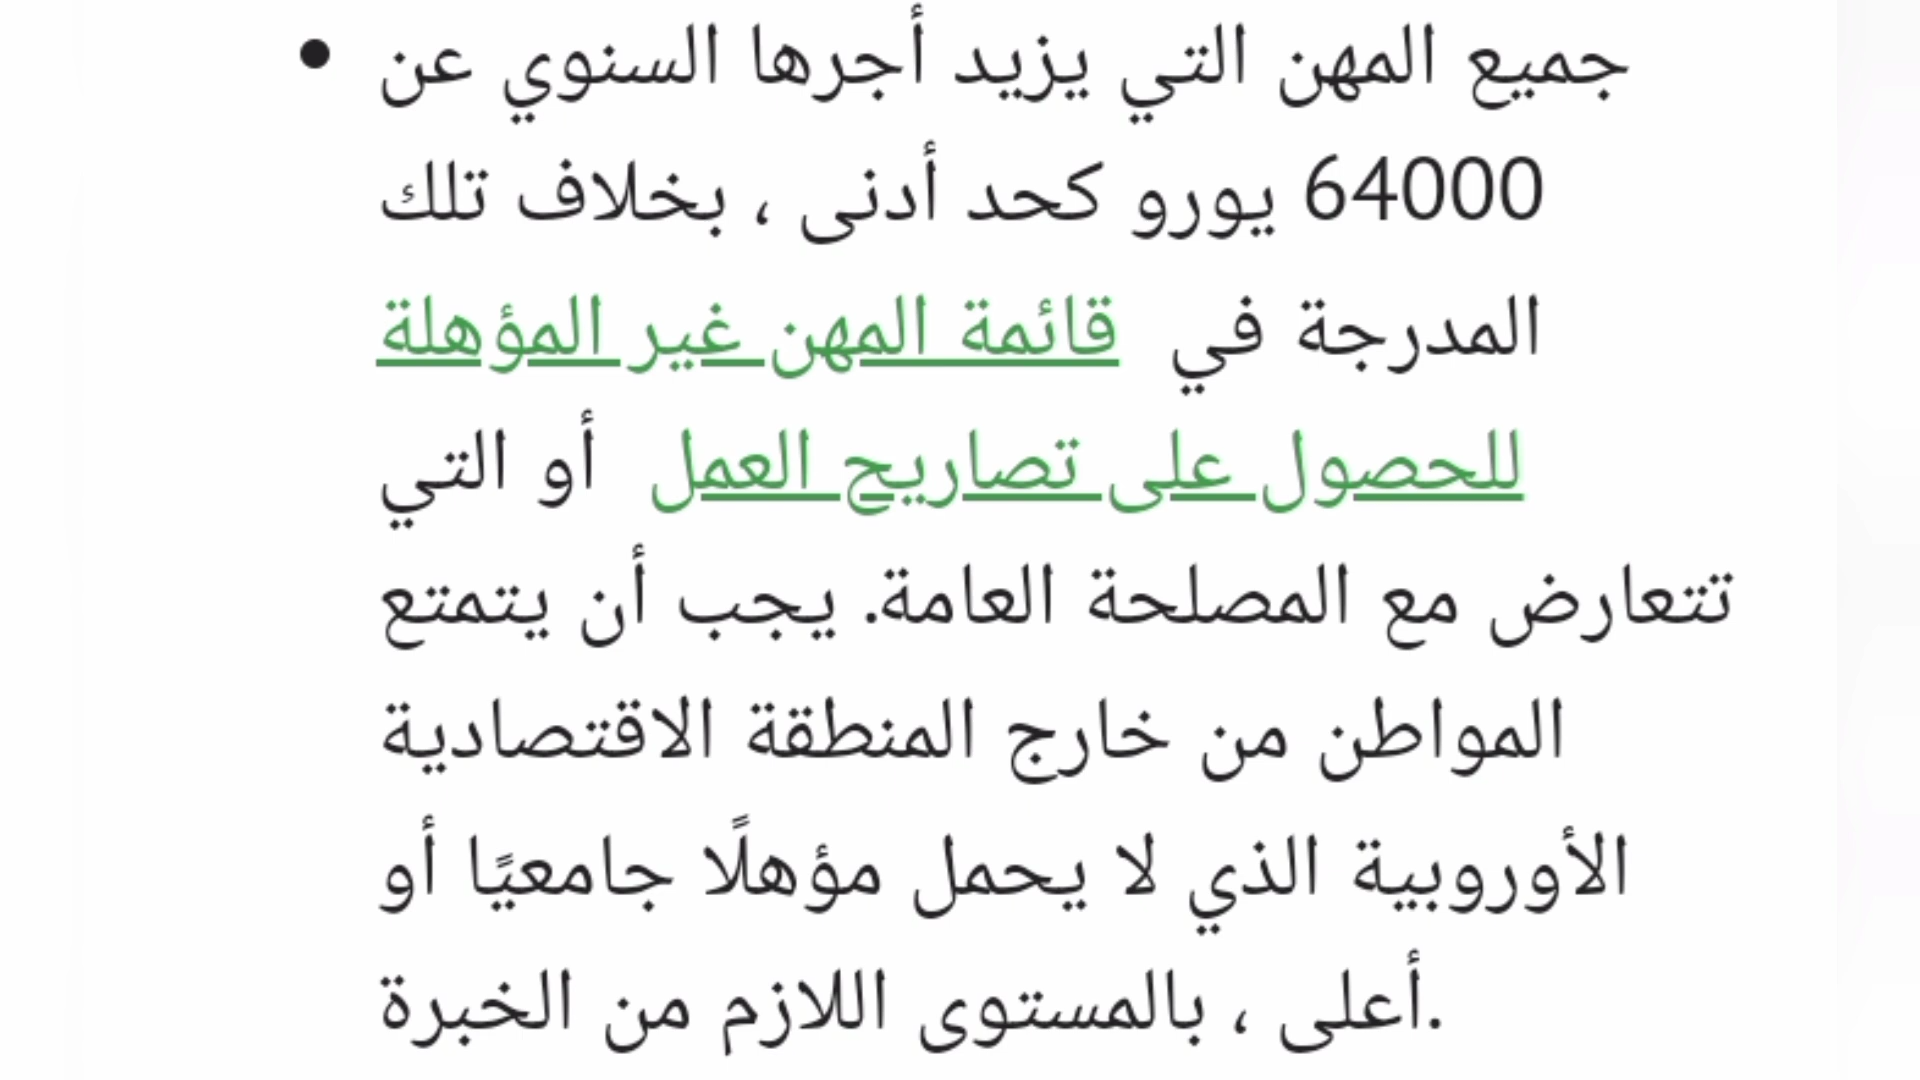 جميع المهن التي يزيد أجرها السنوي عن
64000 يورو كحد أدنى ، بخلاف تلك
المدرجة في قائمة المهن غير المؤهلة
للحصول على تصاريح العمل أو التي
تتعارض مع المصلحة العامة. يجب أن يتمتع
المواطن من خارج المنطقة الاقتصادية
الأوروبية الذي لا يحمل مؤهلًا جامعيًا أو
.أعلى ، بالمستوى اللازم من الخبرة